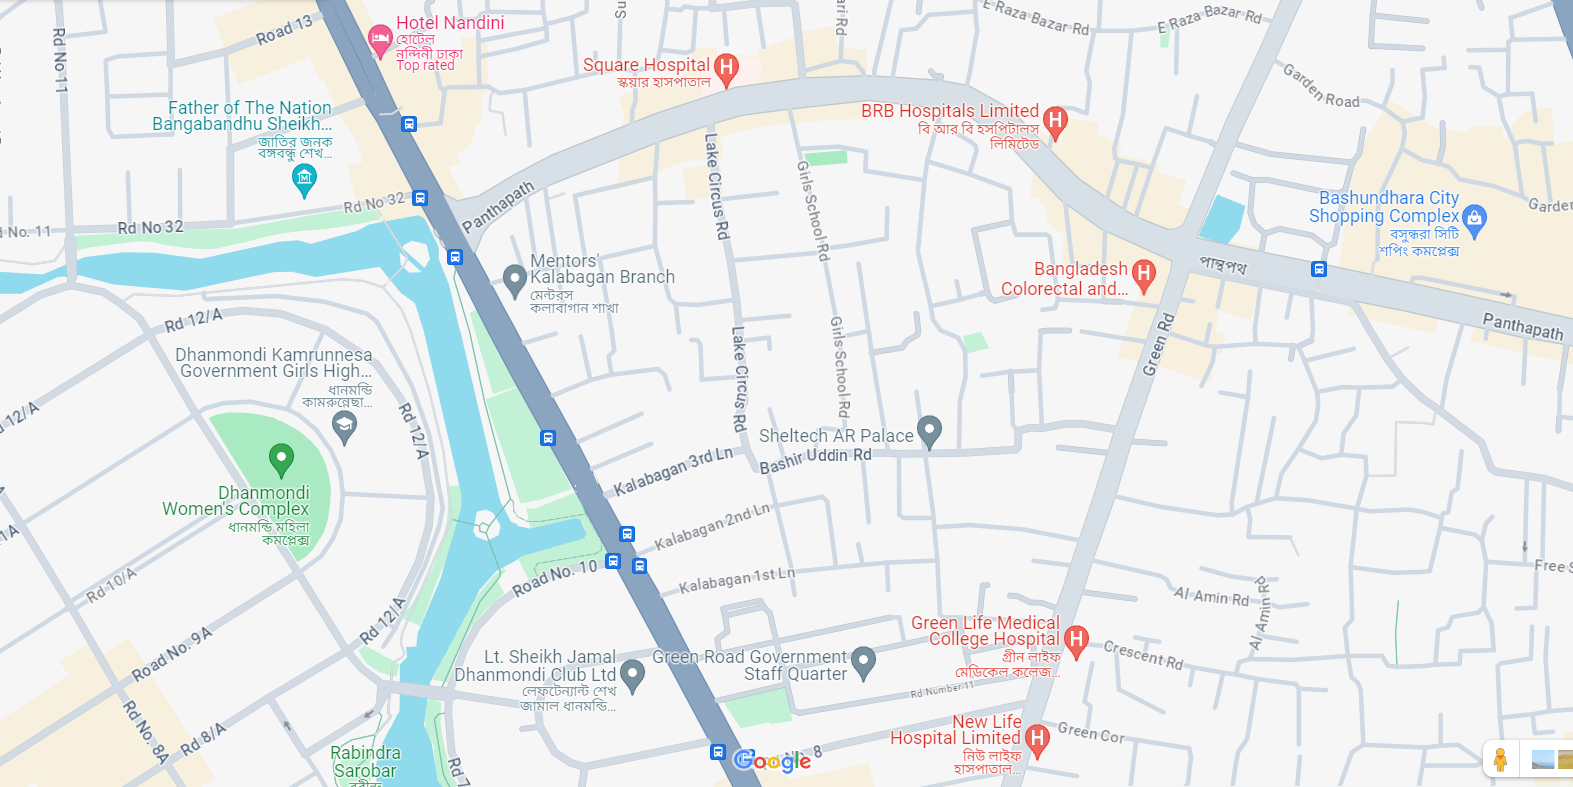 Road 13
Rd No 11
Hotel Nandini
হোটেল
নন্দিনী ঢাকা
Top rated
E Raza Bazar Rd
E Raza Bazar Rd
Square Hospital
স্কয়ার হাসপাতাল
Garden Road
Father of The Nation
Bangabandhu Sheikh...
জাতির জনক
বঙ্গবন্ধু শেখ...
BRB Hospitals Limited
বি আর বি হসপিটালস
লিমিটেড
Lake Circus Rd
Girls School Rd
Rd No 32
Rd No 32
Panthapath
Bashundhara City
Shopping Complex
বসুন্ধরা সিটি
শপিং কমপ্লেক্স
No. 11
Mentors'
Kalabagan Branch
মেন্টরস
কলাবাগান শাখা
Bangladesh
Colorectal and...
পান্থপথ
Rd 12/A
Panthapath
Green Rd
Lake Circus Rd
Girls School Rd
Dhanmondi Kamrunnesa
Government Girls High...
ধানমন্ডি
কামরুন্নেছা...
Rd 12/A
12/A
Sheltech AR Palace
Bashir Uddin Rd
Kalabagan 3rd Ln
Dhanmondi
Women's Complex
ধানমন্ডি মহিলা
কমপ্লেক্স
Kalabagan 2nd Ln
Road No. 10
Kalabagan 1st Ln
Rd 10/A
Rd 12/A
Al Amin Rd
Al Amin Rd
Road No. 9A
Green Life Medical
College Hospital
গ্রীন লাইফ
মেডিকেল কলেজ...
Crescent Rd
Lt. Sheikh Jamal
Dhanmondi Club Ltd
লেফটেন্যান্ট শেখ
জামাল ধানমন্ডি...
Green Road Government
Staff Quarter
Rd Number 11
Rd No. 8A
Rd 8/A
New Life
Hospital Limited
নিউ লাইফ
হাসপাতাল...
Green Cor
Rabindra
Sarobar
Rd 7
Google
8